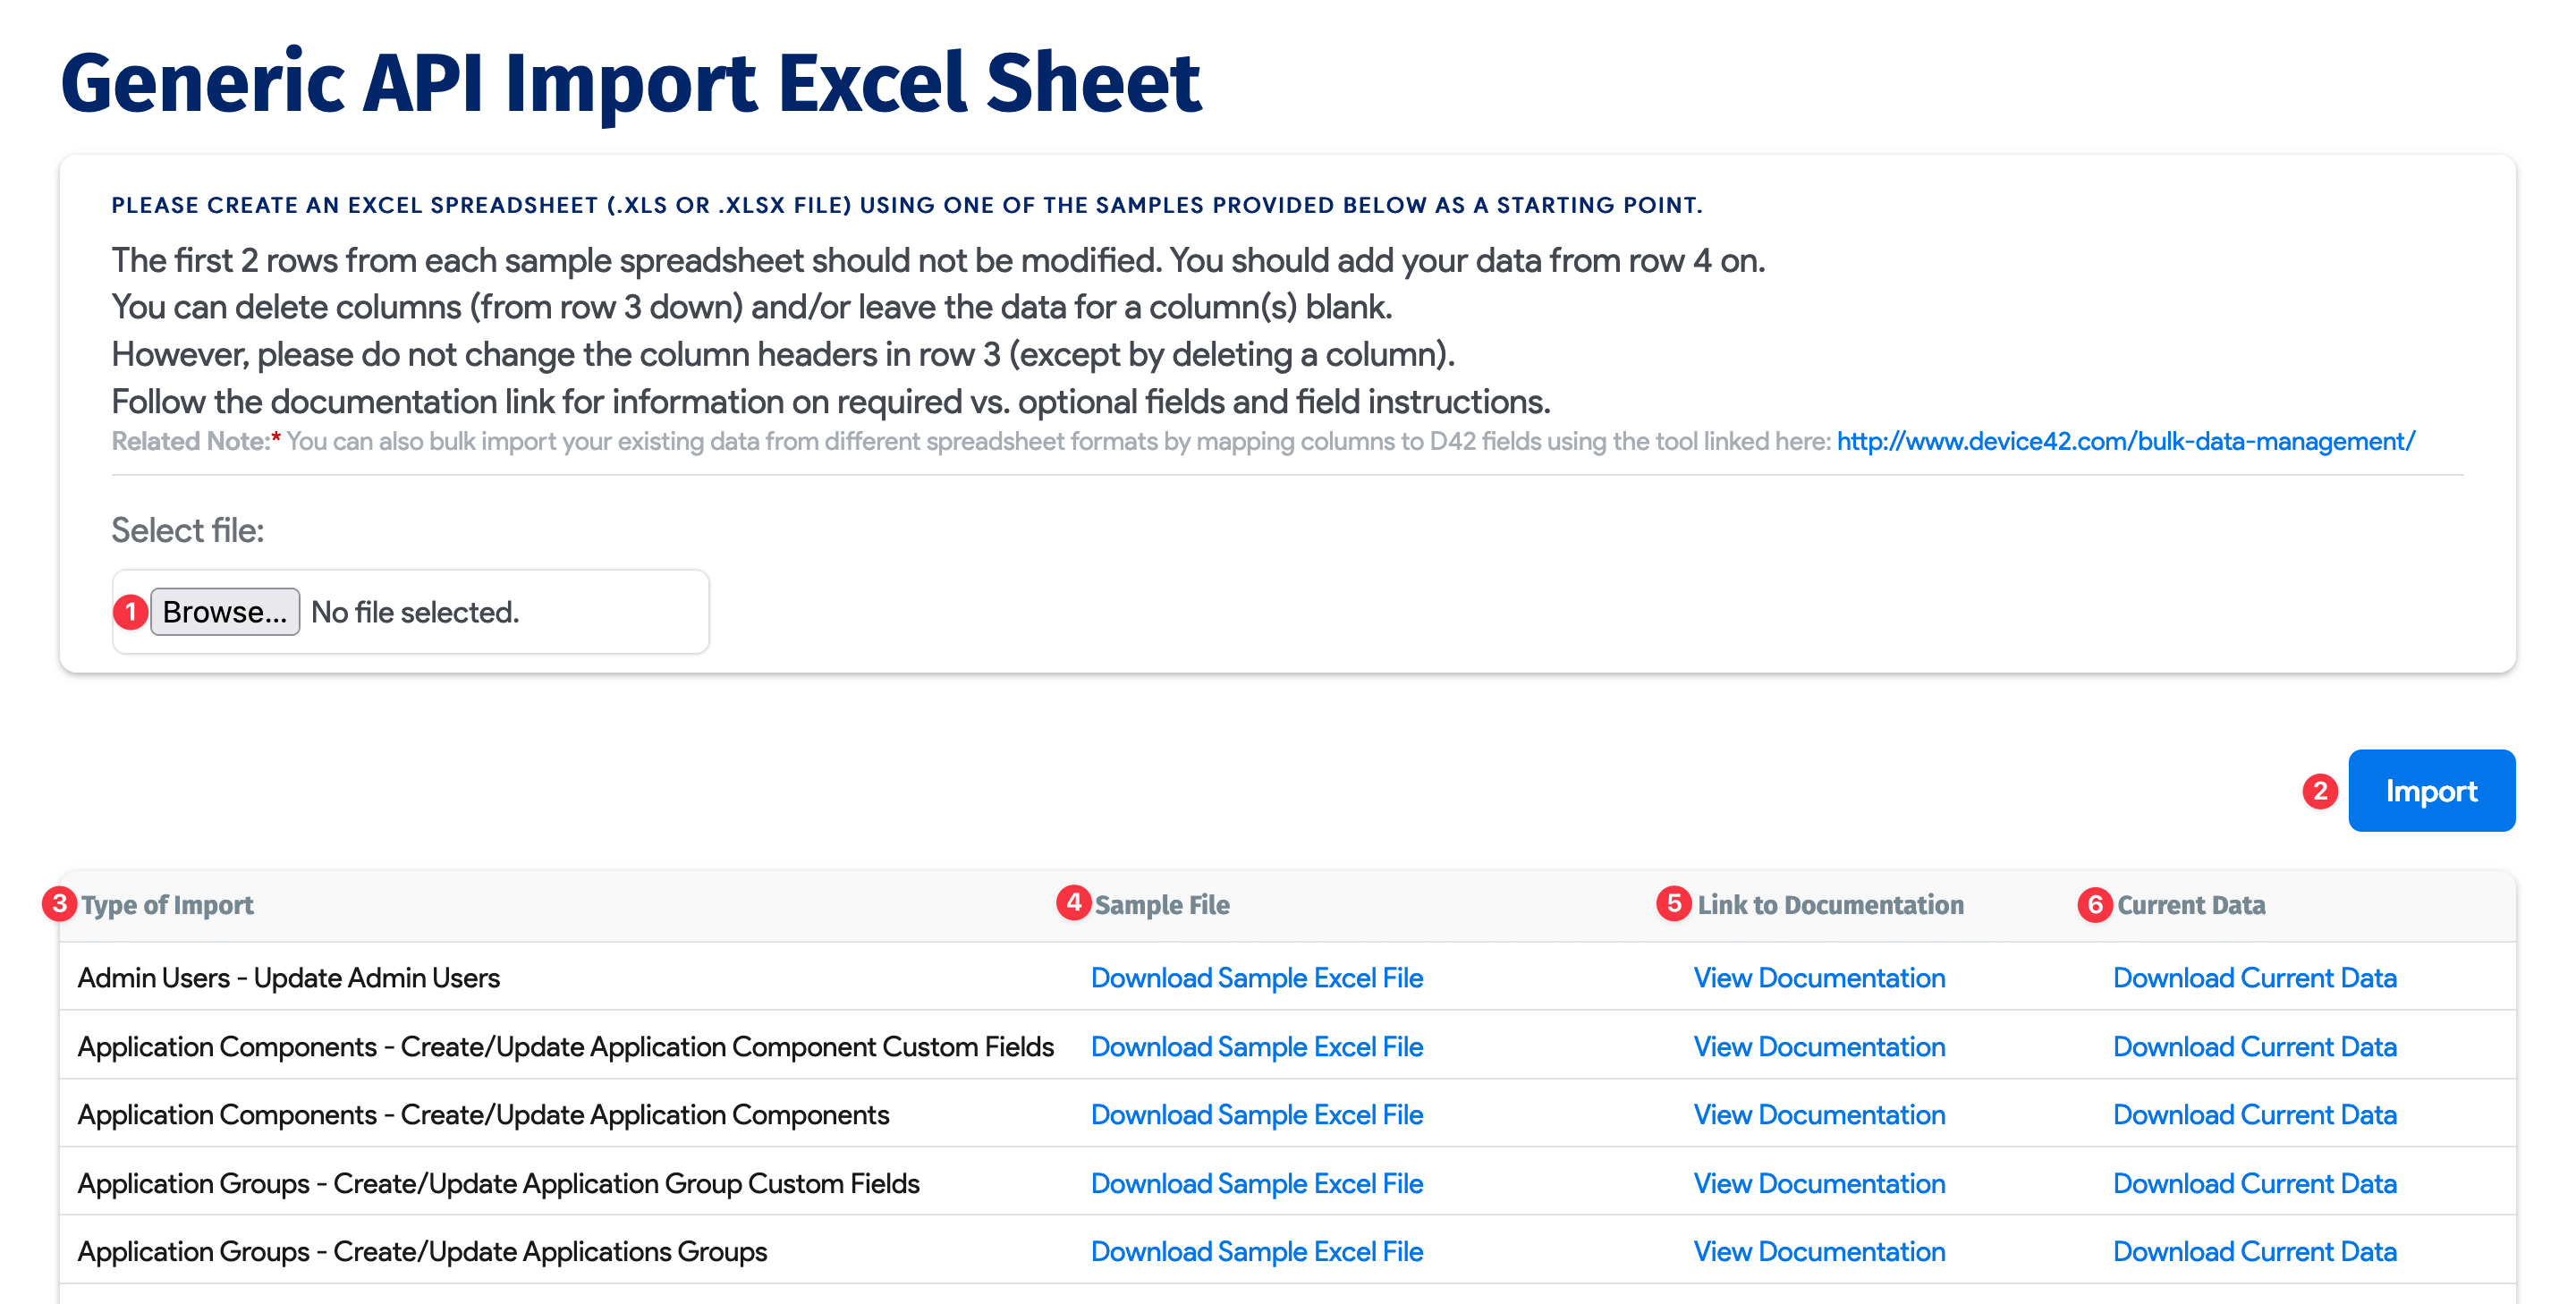 Generic API Import Excel Sheet
PLEASE CREATE AN EXCEL SPREADSHEET (.XLS OR .XLSX FILE) USING ONE OF THE SAMPLES PROVIDED BELOW AS A STARTING POINT.
The first 2 rows from each sample spreadsheet should not be modified. You should add your data from row 4 on.
You can delete columns (from row 3 down) and/or leave the data for a column(s) blank.
However, please do not change the column headers in row 3 (except by deleting a column).
Follow the documentation link for information on required vs. optional fields and field instructions.
Related Note:* You can also bulk import your existing data from different spreadsheet formats by mapping columns to D42 fields using the tool linked here: http://www.device42.com/bulk-data-management/
Select file:
1 Browse... No file selected.
2 Import
3 Type of Import 4 Sample File 5 Link to Documentation 6 Current Data
Admin Users - Update Admin Users Download Sample Excel File View Documentation Download Current Data
Application Components - Create/Update Application Component Custom Fields Download Sample Excel File View Documentation Download Current Data
Application Components - Create/Update Application Components Download Sample Excel File View Documentation Download Current Data
Application Groups - Create/Update Application Group Custom Fields Download Sample Excel File View Documentation Download Current Data
Application Groups - Create/Update Applications Groups Download Sample Excel File View Documentation Download Current Data